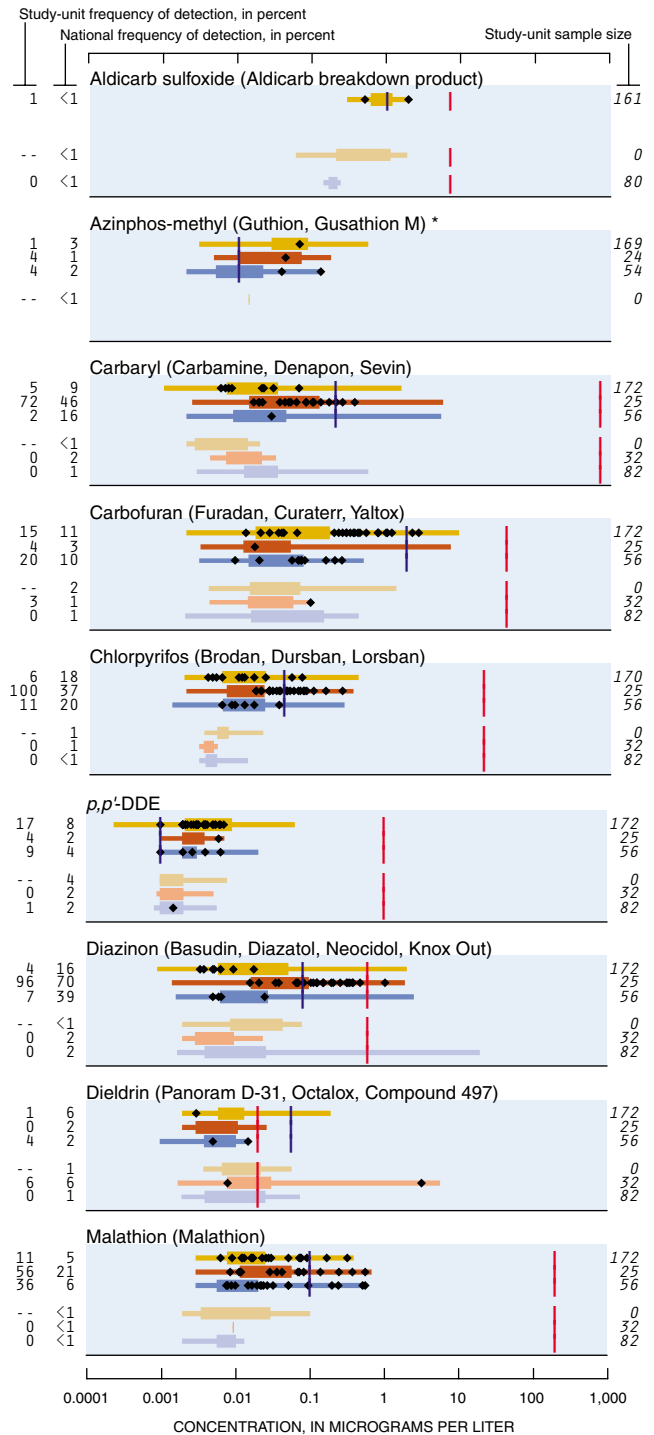 Study-unit frequency of detection, in percent
National frequency of detection, in percent
Study-unit sample size
Aldicarb sulfoxide (Aldicarb breakdown product)
1 <1 161
-- <1 0
0 <1 80
Azinphos-methyl (Guthion, Gusathion M) *
1 3 169
4 1 24
4 2 54
-- <1 0
Carbaryl (Carbamine, Denapon, Sevin)
5 9 172
72 46 25
2 16 56
-- <1 0
0 2 32
0 1 82
Carbofuran (Furadan, Curaterr, Yaltox)
15 11 172
4 3 25
20 10 56
-- 2 0
3 1 32
0 1 82
Chlorpyrifos (Brodan, Dursban, Lorsban)
6 18 170
100 37 25
11 20 56
-- 1 0
0 1 32
0 <1 82
p,p'-DDE
17 8 172
4 2 25
9 4 56
-- 4 0
0 2 32
1 2 82
Diazinon (Basudin, Diazatol, Neocidol, Knox Out)
4 16 172
96 70 25
7 39 56
-- <1 0
0 2 32
0 2 82
Dieldrin (Panoram D-31, Octalox, Compound 497)
1 6 172
0 2 25
4 2 56
-- 1 0
6 6 32
0 1 82
Malathion (Malathion)
11 5 172
56 21 25
36 6 56
-- <1 0
0 <1 32
0 <1 82
0.0001 0.001 0.01 0.1 1 10 100 1,000
CONCENTRATION, IN MICROGRAMS PER LITER